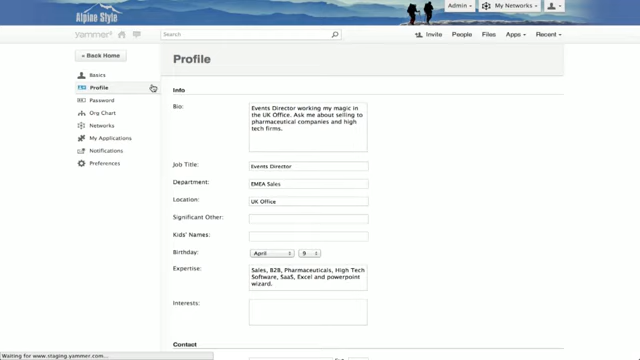 Alpine Style
Admin
My Networks
yammer
Search
Invite
People
Files
Apps
Recent
« Back Home
Profile
Basics
Profile
Password
Org Chart
Networks
My Applications
Notifications
Preferences
Info
Bio:
Events Director working my magic in
the UK Office. Ask me about selling to
pharmaceutical companies and high
tech firms.
Job Title:
Events Director
Department:
EMEA Sales
Location:
UK Office
Significant Other:
Kids' Names:
Birthday:
April
9
Expertise:
Sales, B2B, Pharmaceuticals, High Tech
Software, SaaS, Excel and powerpoint
wizard.
Interests:
Contact
Waiting for www.staging.yammer.com...